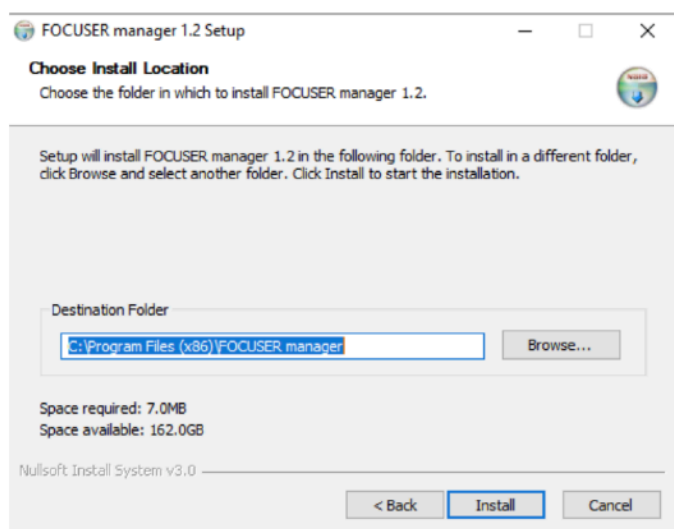 FOCUSER manager 1.2 Setup
Choose Install Location
Choose the folder in which to install FOCUSER manager 1.2.
Setup will install FOCUSER manager 1.2 in the following folder. To install in a different folder,
click Browse and select another folder. Click Install to start the installation.
Destination Folder
C:\Program Files (x86)\FOCUSER manager
Browse...
Space required: 7.0MB
Space available: 162.0GB
Nullsoft Install System v3.0
< Back
Install
Cancel